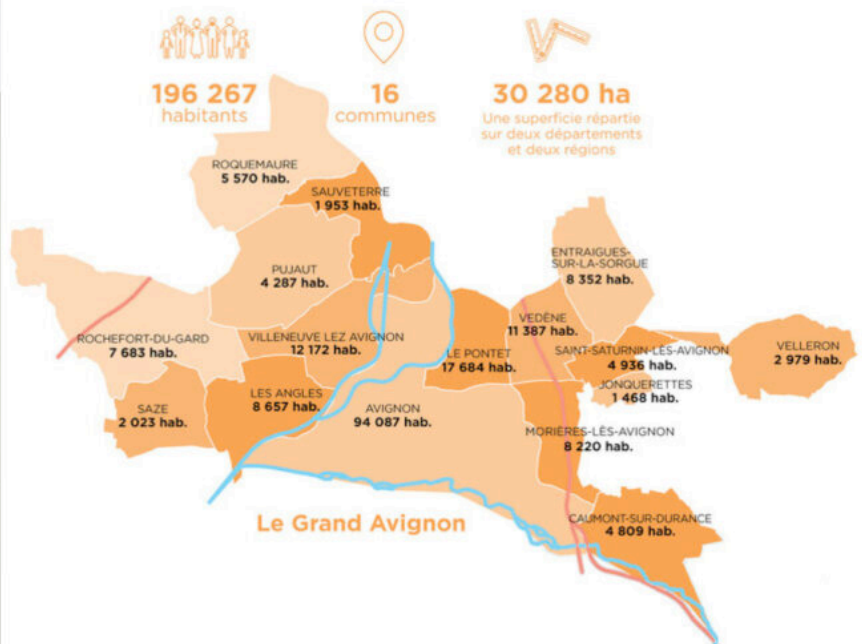 196 267
habitants
16
communes
30 280 ha
Une superficie répartie
sur deux départements
et deux régions
ROQUEMAURE
5 570 hab.
SAUVETERRE
1 953 hab.
PUJAUT
4 287 hab.
ENTRAIGUES-
SUR-LA-SORGUE
8 352 hab.
ROCHEFORT-DU-GARD
7 683 hab.
VILLENEUVE LEZ AVIGNON
12 172 hab.
LE PONTET
17 684 hab.
VEDÈNE
11 387 hab.
SAINT-SATURNIN-LÈS-AVIGNON
4 936 hab.
VELLERON
2 979 hab.
JONQUERETTES
1 468 hab.
SAZE
2 023 hab.
LES ANGLES
8 657 hab.
AVIGNON
94 087 hab.
MORIÈRES-LÈS-AVIGNON
8 220 hab.
Le Grand Avignon
CAUMONT-SUR-DURANCE
4 809 hab.